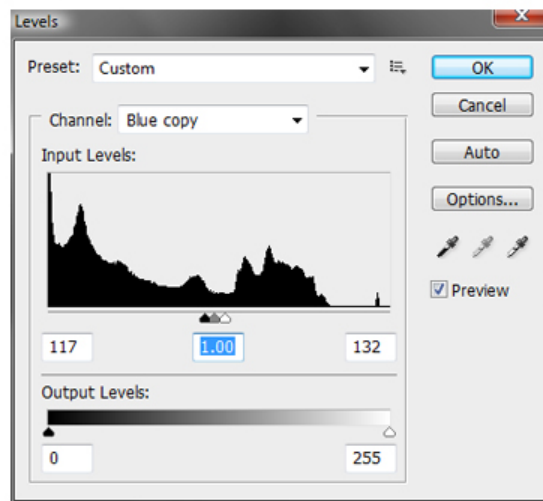 Levels
Preset: Custom
OK
Channel: Blue copy
Cancel
Input Levels:
Auto
Options...
Preview
117 1.00 132
Output Levels:
0 255